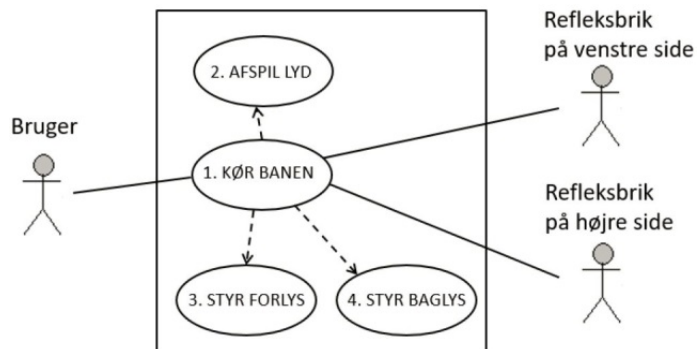 Refleksbrik
på venstre side
2. AFSPIL LYD
Bruger
1. KØR BANEN
Refleksbrik
på højre side
3. STYR FORLYS
4. STYR BAGLYS